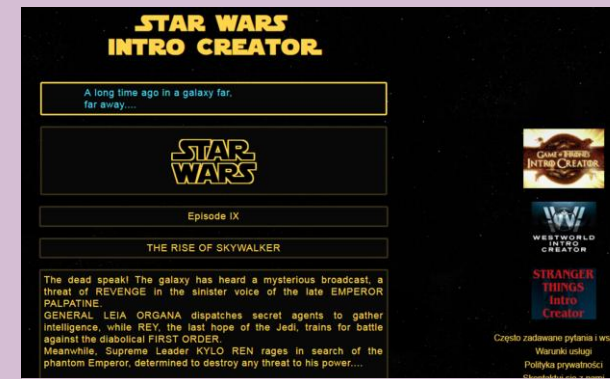 STAR WARS
INTRO CREATOR
A long time ago in a galaxy far,
far away....
STAR
WARS
Episode IX
THE RISE OF SKYWALKER
The dead speak! The galaxy has heard a mysterious broadcast, a
threat of REVENGE in the sinister voice of the late EMPEROR
PALPATINE.
GENERAL LEIA ORGANA dispatches secret agents to gather
intelligence, while REY, the last hope of the Jedi, trains for battle
against the diabolical FIRST ORDER.
Meanwhile, Supreme Leader KYLO REN rages in search of the
phantom Emperor, determined to destroy any threat to his power....
GAME OF THRONES
INTRO CREATOR
W
WESTWORLD
INTRO
CREATOR
STRANGER
THINGS
Intro
Creator
Często zadawane pytania i ws
Warunki usługi
Polityka prywatności
Skontaktuj się z nami